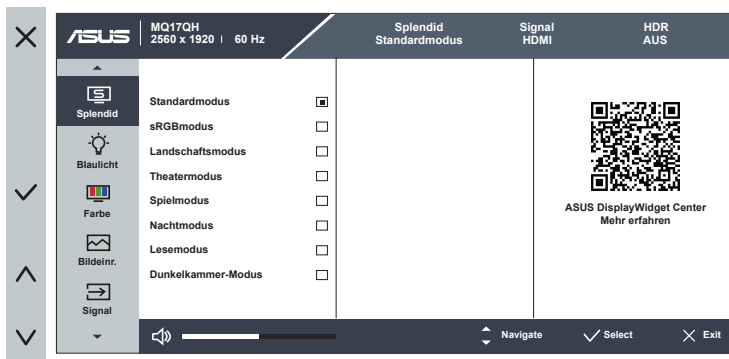 ASUS
MQ17QH
2560 x 1920 | 60 Hz
Splendid
Standardmodus
Signal
HDMI
HDR
AUS
Splendid
Blaulicht
Farbe
Bildeinr.
Signal
Standardmodus
sRGBmodus
Landschaftsmodus
Theatermodus
Spielmodus
Nachtmodus
Lesemodus
Dunkelkammer-Modus
ASUS DisplayWidget Center
Mehr erfahren
Navigate
Select
Exit